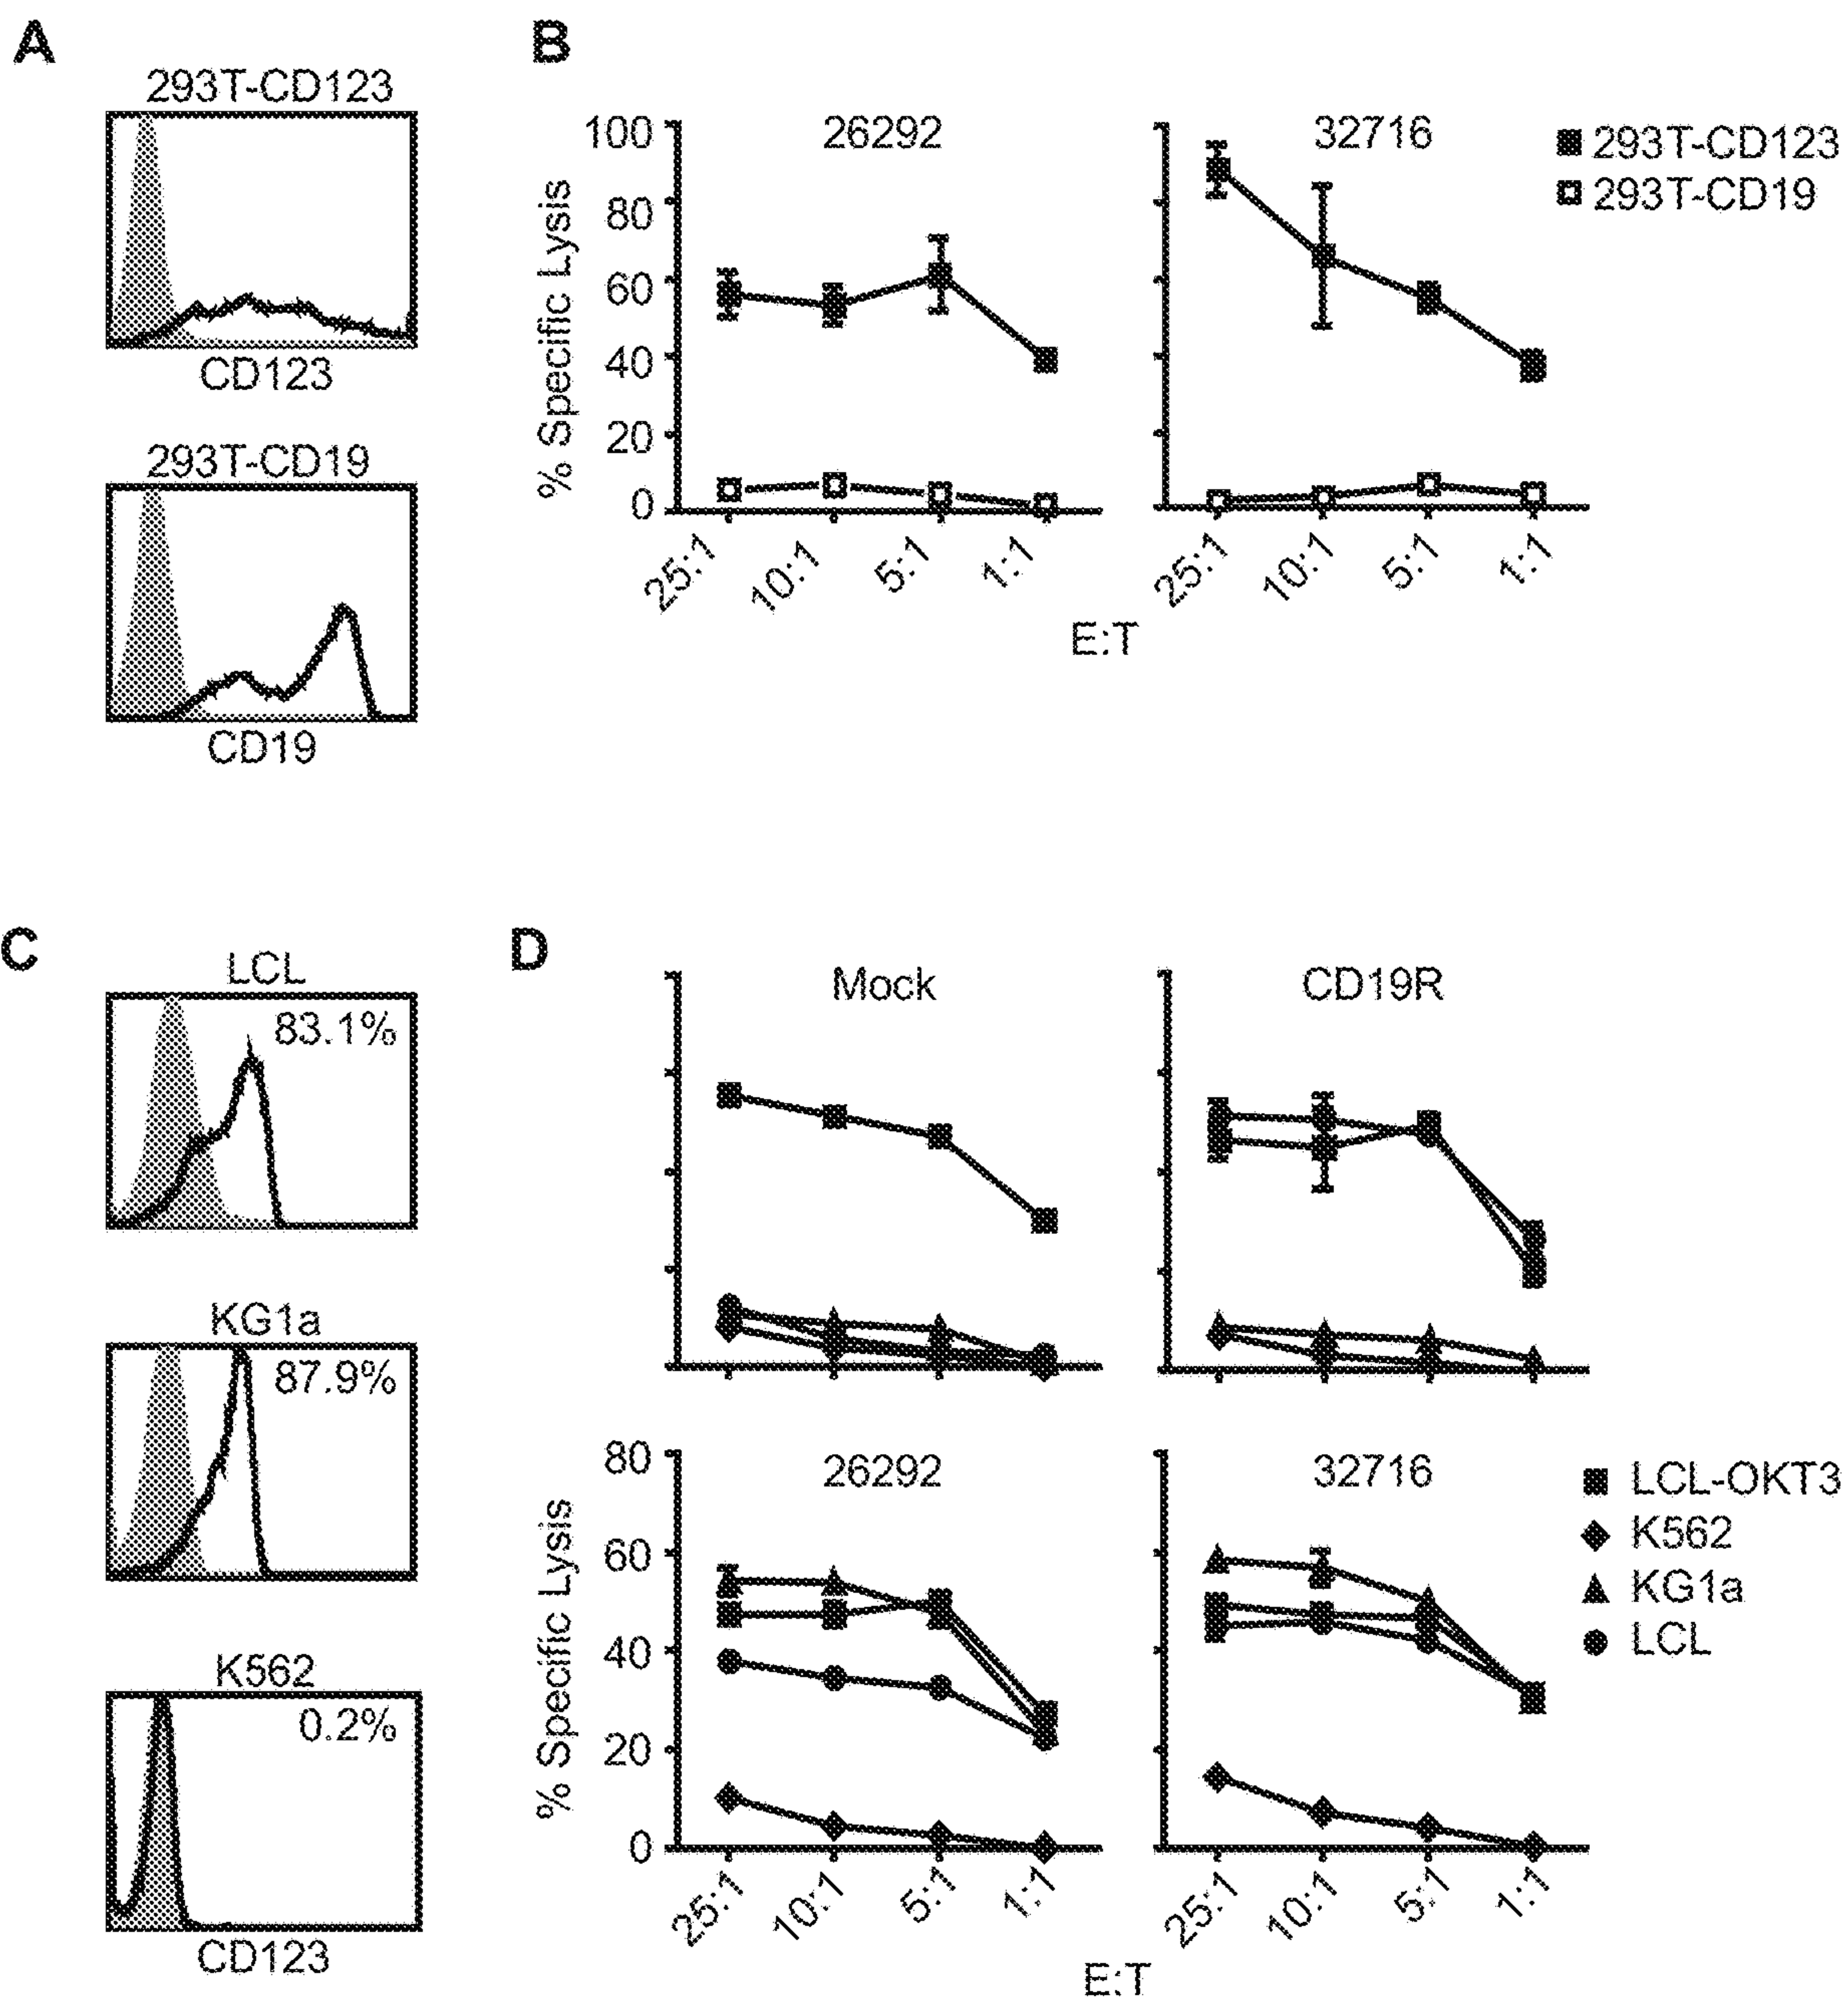 A
293T-CD123
CD123
293T-CD19
CD19
B
26292
32716
293T-CD123
293T-CD19
% Specific Lysis
100
80
60
40
20
0
25:1 10:1 5:1 1:1
25:1 10:1 5:1 1:1
E:T
C
LCL
83.1%
KG1a
87.9%
K562
0.2%
CD123
D
Mock
CD19R
26292
32716
LCL-OKT3
K562
KG1a
LCL
% Specific Lysis
80
60
40
20
0
25:1 10:1 5:1 1:1
25:1 10:1 5:1 1:1
E:T